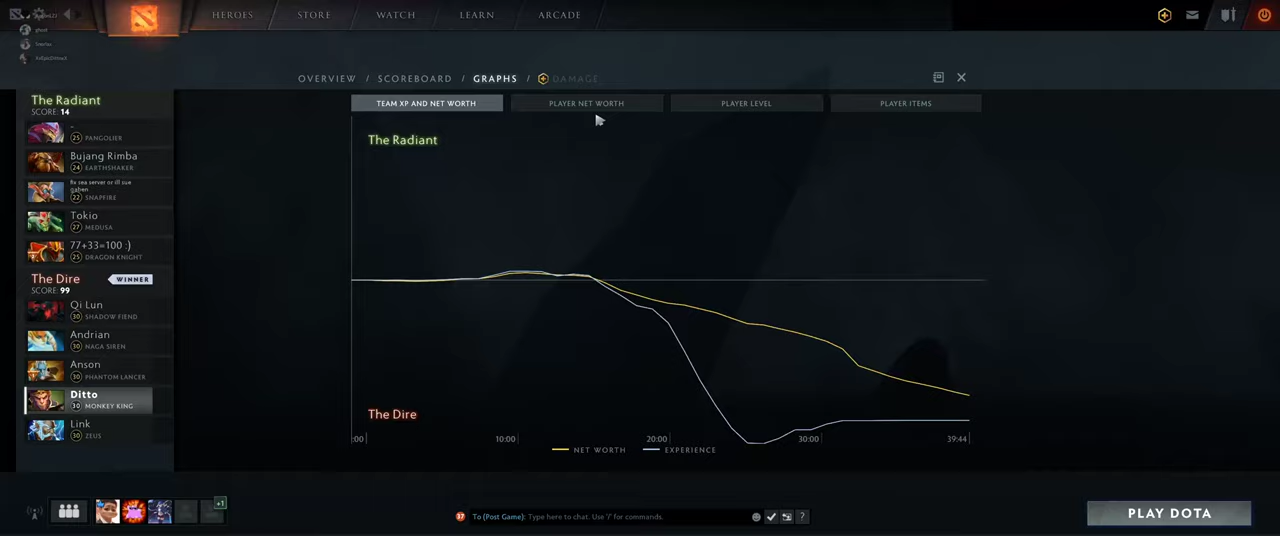 HEROES STORE WATCH LEARN ARCADE
ghost
OVERVIEW / SCOREBOARD / GRAPHS / DAMAGE
TEAM XP AND NET WORTH PLAYER NET WORTH PLAYER LEVEL PLAYER ITEMS
The Radiant
SCORE: 14
-
25 PANGOLIER
Bujang Rimba
24 EARTHSHAKER
fix sea server or ill sue
gaben
22 SNAPFIRE
Tokio
27 MEDUSA
77+33=100 :)
25 DRAGON KNIGHT
The Dire WINNER
SCORE: 99
Qi Lun
30 SHADOW FIEND
Andrian
30 NAGA SIREN
Anson
30 PHANTOM LANCER
Ditto
30 MONKEY KING
Link
30 ZEUS
The Radiant
The Dire
:00 10:00 20:00 30:00 39:44
NET WORTH EXPERIENCE
+1
37 To (Post Game): Type here to chat. Use '/' for commands. ?
PLAY DOTA